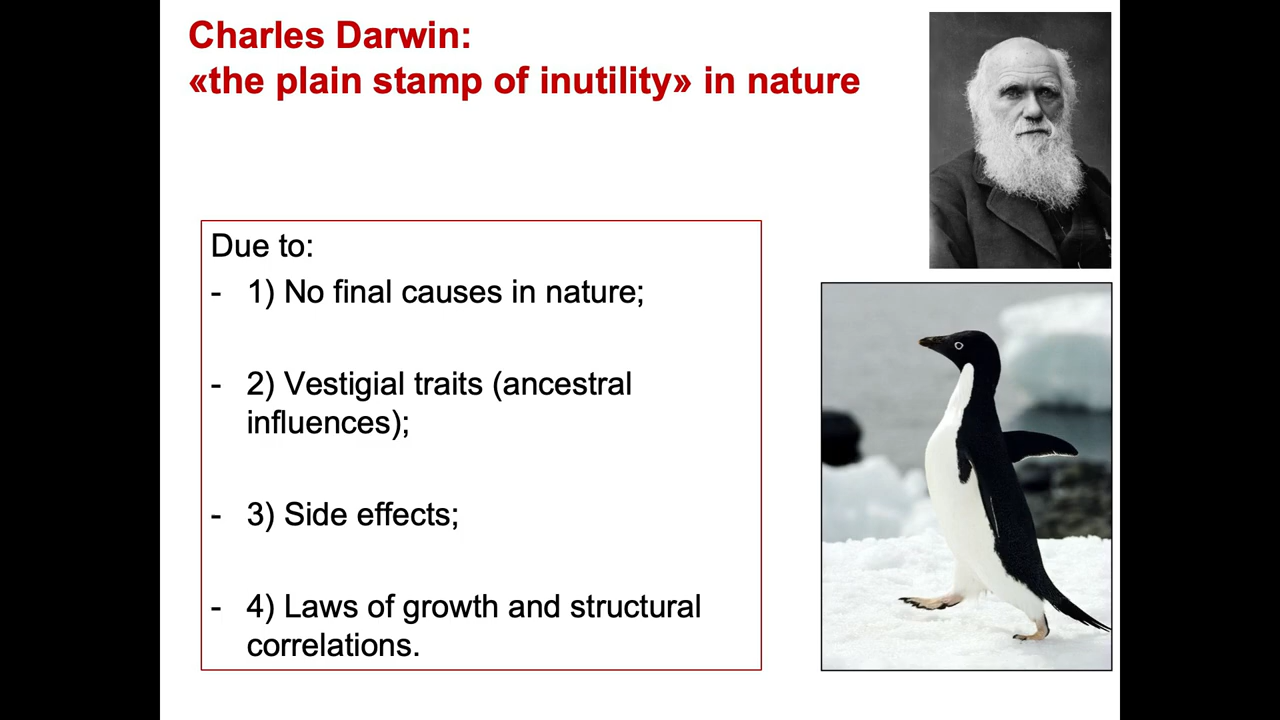 Charles Darwin:
«the plain stamp of inutility» in nature
Due to:
- 1) No final causes in nature;
- 2) Vestigial traits (ancestral
influences);
- 3) Side effects;
- 4) Laws of growth and structural
correlations.